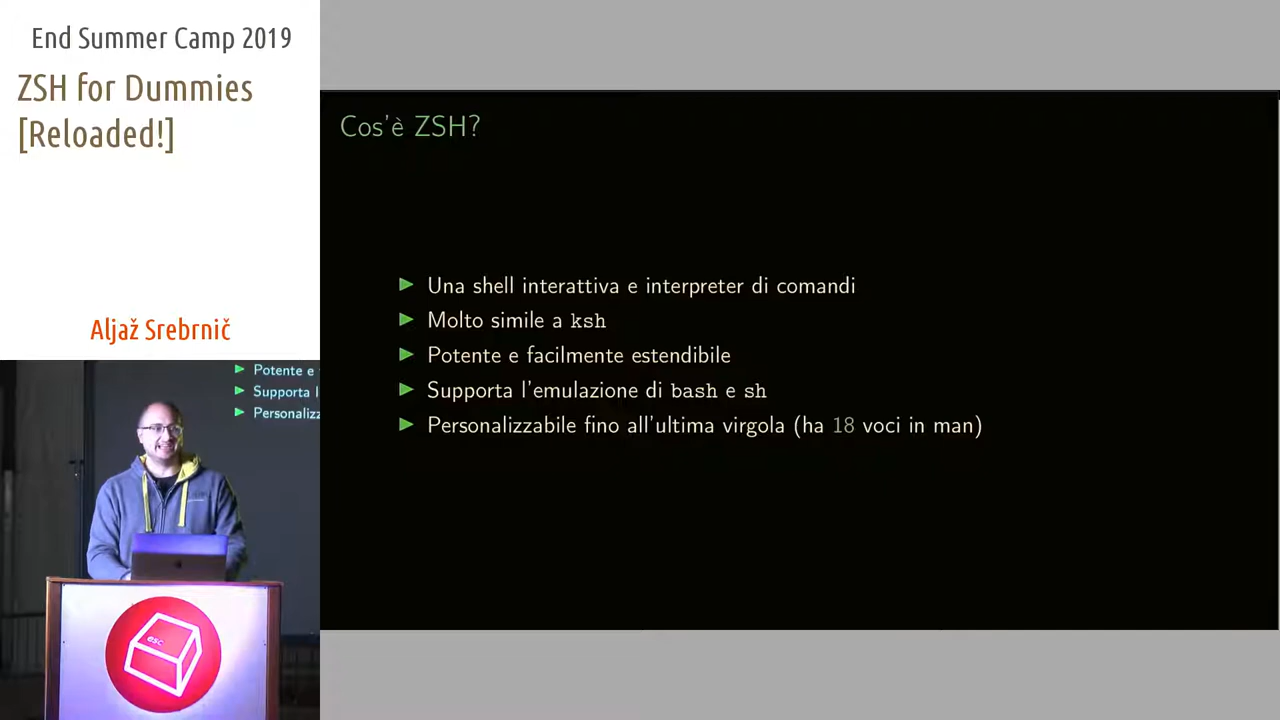 End Summer Camp 2019
ZSH for Dummies
[Reloaded!]
Aljaž Srebrnič
Cos'è ZSH?
Una shell interattiva e interpreter di comandi
Molto simile a ksh
Potente e facilmente estendibile
Supporta l'emulazione di bash e sh
Personalizzabile fino all'ultima virgola (ha 18 voci in man)
Potente e
Supporta l
Personalizz
esc